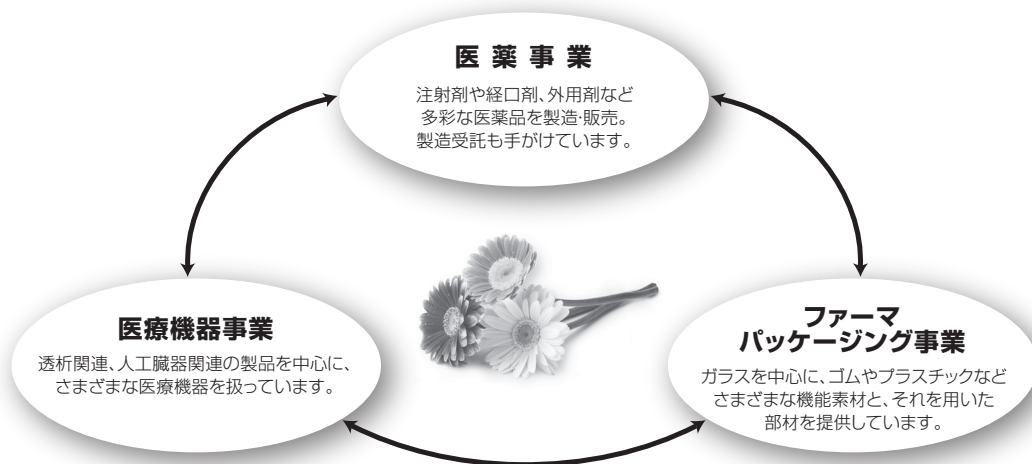 医薬事業
注射剤や経口剤、外用剤など
多彩な医薬品を製造・販売。
製造受託も手がけています。
医療機器事業
透析関連、人工臓器関連の製品を中心に、
さまざまな医療機器を扱っています。
ファーマ
パッケージング事業
ガラスを中心に、ゴムやプラスチックなど
さまざまな機能素材と、それを用いた
部材を提供しています。